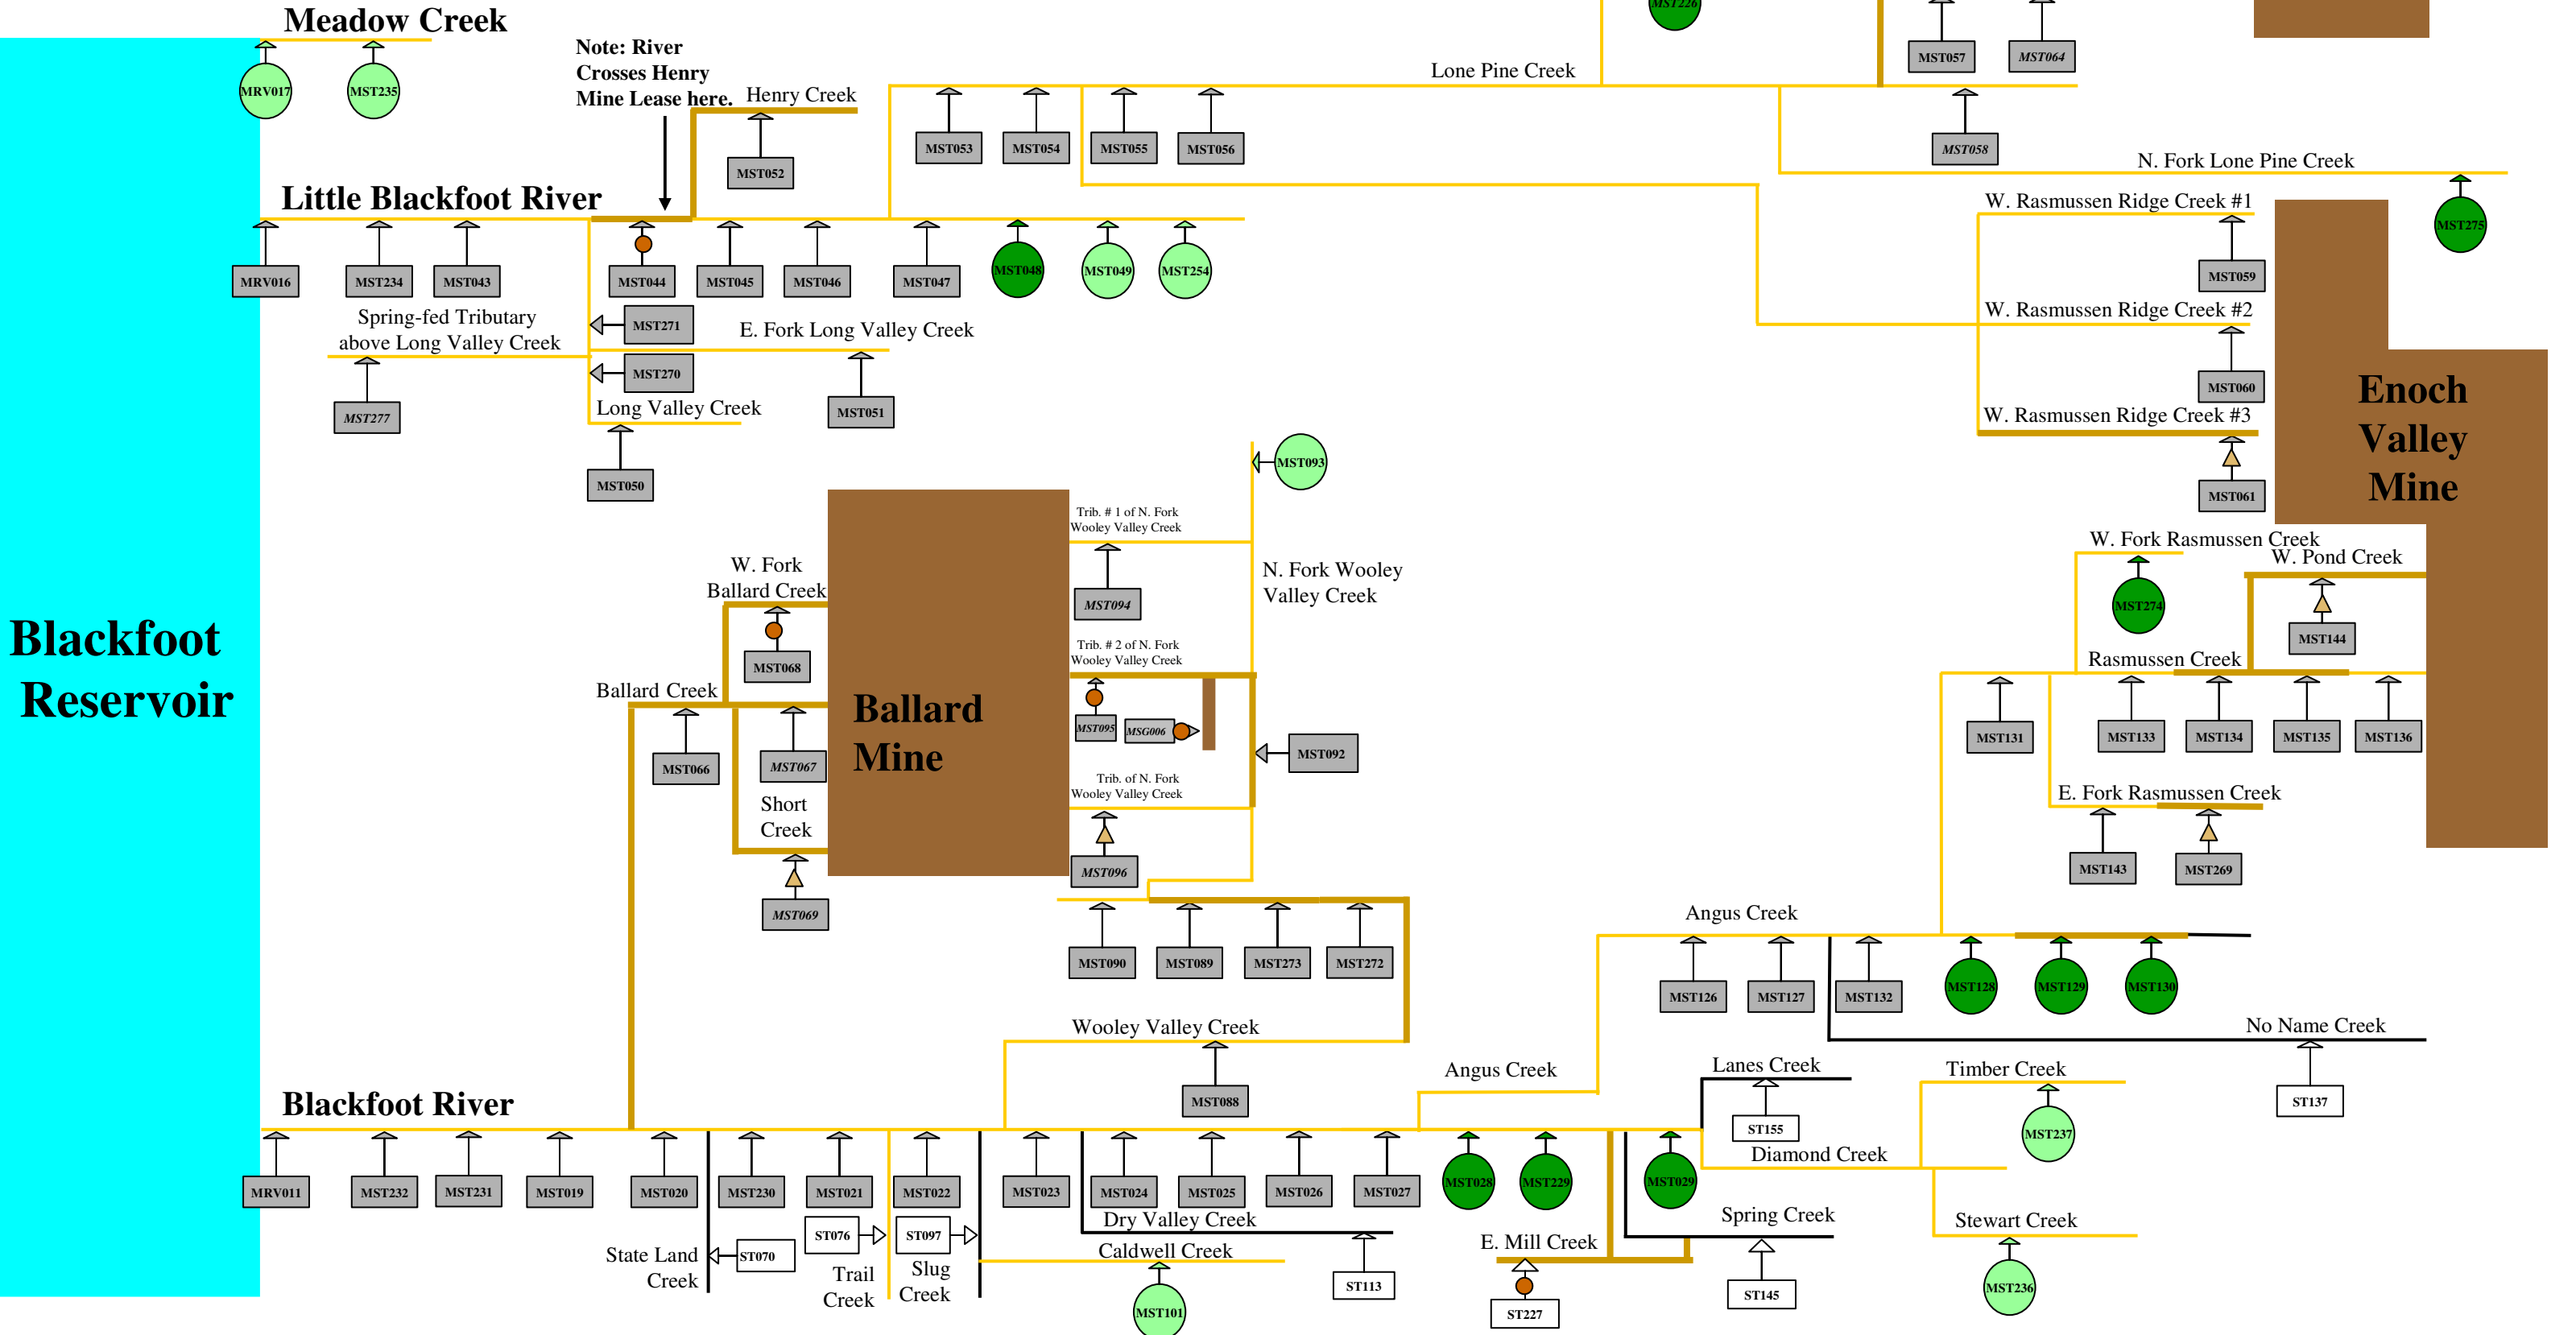 Meadow Creek
MRV017
MST235
Note: River
Crosses Henry
Mine Lease here.
Henry Creek
MST052
Lone Pine Creek
MST226
MST057
MST064
MST053
MST054
MST055
MST056
MST058
N. Fork Lone Pine Creek
MST275
Little Blackfoot River
MRV016
MST234
MST043
MST044
MST045
MST046
MST047
MST048
MST049
MST254
W. Rasmussen Ridge Creek #1
MST059
W. Rasmussen Ridge Creek #2
MST060
W. Rasmussen Ridge Creek #3
MST061
Enoch
Valley
Mine
Spring-fed Tributary
above Long Valley Creek
MST277
MST271
E. Fork Long Valley Creek
MST270
MST051
Long Valley Creek
MST050
MST093
Trib. # 1 of N. Fork
Wooley Valley Creek
MST094
N. Fork Wooley
Valley Creek
W. Fork
Ballard Creek
MST068
Ballard Creek
MST066
MST067
Short
Creek
MST069
Ballard
Mine
Trib. # 2 of N. Fork
Wooley Valley Creek
MST095
MSG006
MST092
Trib. of N. Fork
Wooley Valley Creek
MST096
W. Fork Rasmussen Creek
MST274
W. Pond Creek
MST144
Rasmussen Creek
MST131
MST133
MST134
MST135
MST136
E. Fork Rasmussen Creek
MST143
MST269
Blackfoot
Reservoir
MST090
MST089
MST273
MST272
Angus Creek
MST126
MST127
MST132
MST128
MST129
MST130
No Name Creek
ST137
Wooley Valley Creek
MST088
Angus Creek
Lanes Creek
ST155
Timber Creek
MST237
Diamond Creek
Stewart Creek
MST236
Blackfoot River
MRV011
MST232
MST231
MST019
MST020
MST230
MST021
MST022
MST023
MST024
MST025
MST026
MST027
MST028
MST229
MST029
State Land
Creek
ST070
ST076
Trail
Creek
ST097
Slug
Creek
Dry Valley Creek
ST113
Caldwell Creek
MST101
E. Mill Creek
ST227
Spring Creek
ST145